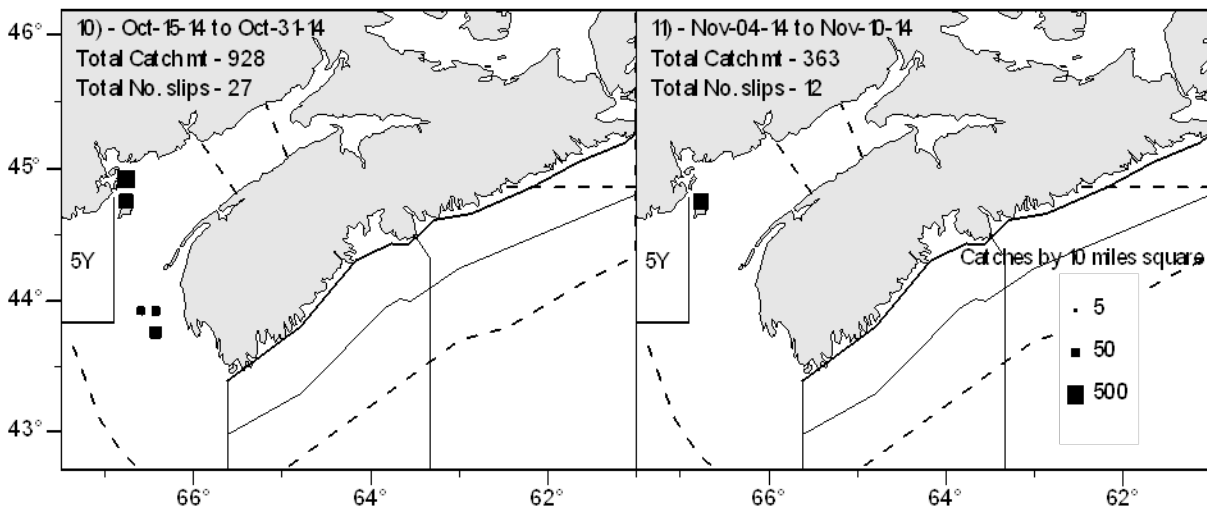 46°
45°
44°
43°
10) - Oct-15-14 to Oct-31-14
Total Catch mt - 928
Total No. slips - 27
5Y
66°
64°
62°
11) - Nov-04-14 to Nov-10-14
Total Catch mt - 363
Total No. slips - 12
5Y
Catches by 10 miles square
5
50
500
66°
64°
62°